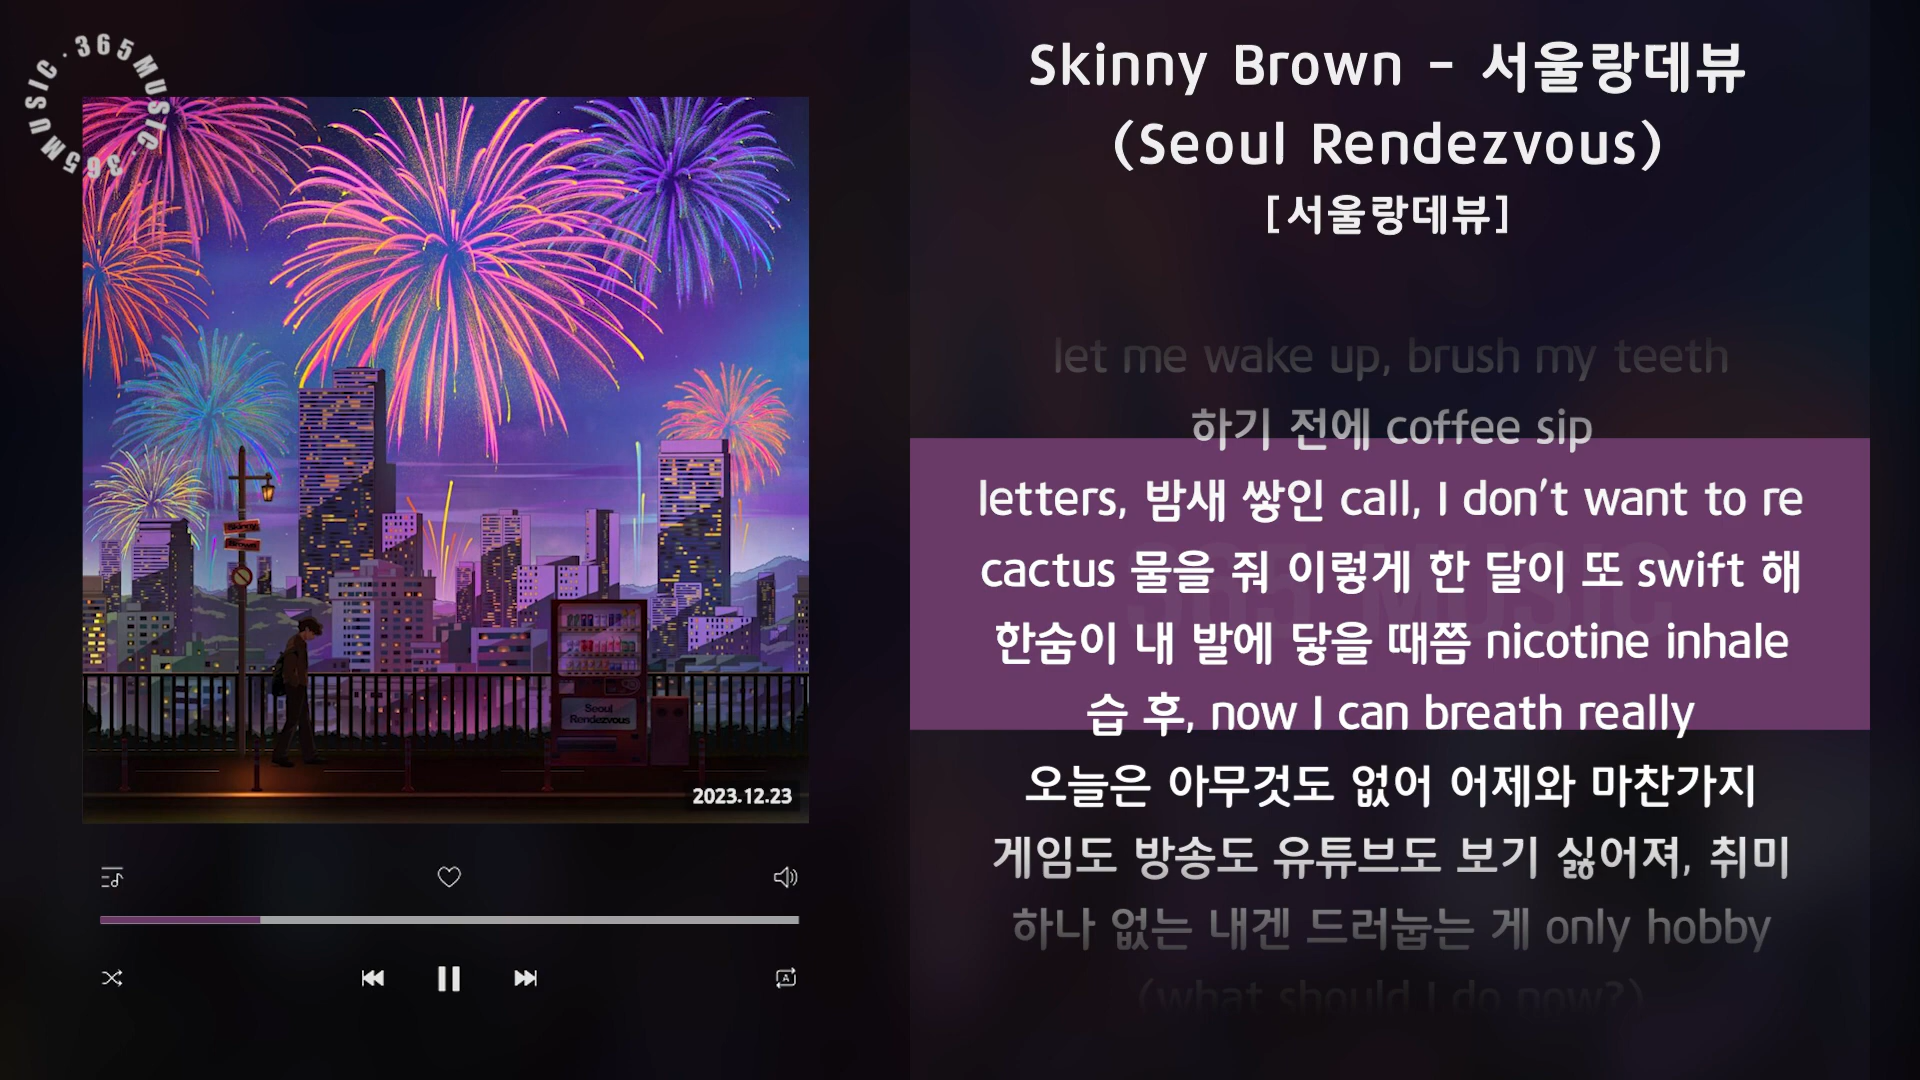 365MUSIC · 365MUSIC ·
Skinny Brown - 서울랑데뷰
(Seoul Rendezvous)
[서울랑데뷰]
let me wake up, brush my teeth
하기 전에 coffee sip
letters, 밤새 쌓인 call, I don't want to re
cactus 물을 줘 이렇게 한 달이 또 swift 해
한숨이 내 발에 닿을 때쯤 nicotine inhale
습 후, now I can breath really
오늘은 아무것도 없어 어제와 마찬가지
게임도 방송도 유튜브도 보기 싫어져, 취미
하나 없는 내겐 드러눕는 게 only hobby
(what should I do now?)
365 MUSIC
Skinny
Brown
Seoul
Rendezvous
2023.12.23
A